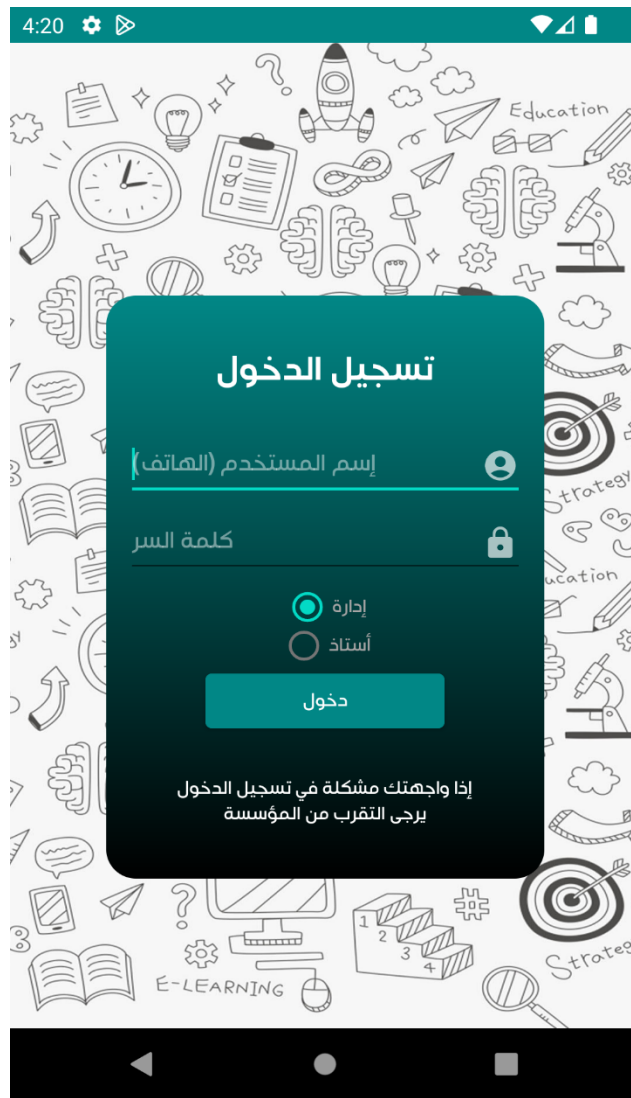 4:20
Education
تسجيل الدخول
إسم المستخدم (الهاتف)
Strategy
كلمة السر
ucation
إدارة
أستاذ
دخول
إذا واجهتك مشكلة في تسجيل الدخول
يرجى التقرب من المؤسسة
1
2
3
4
E-LEARNING
Strateg